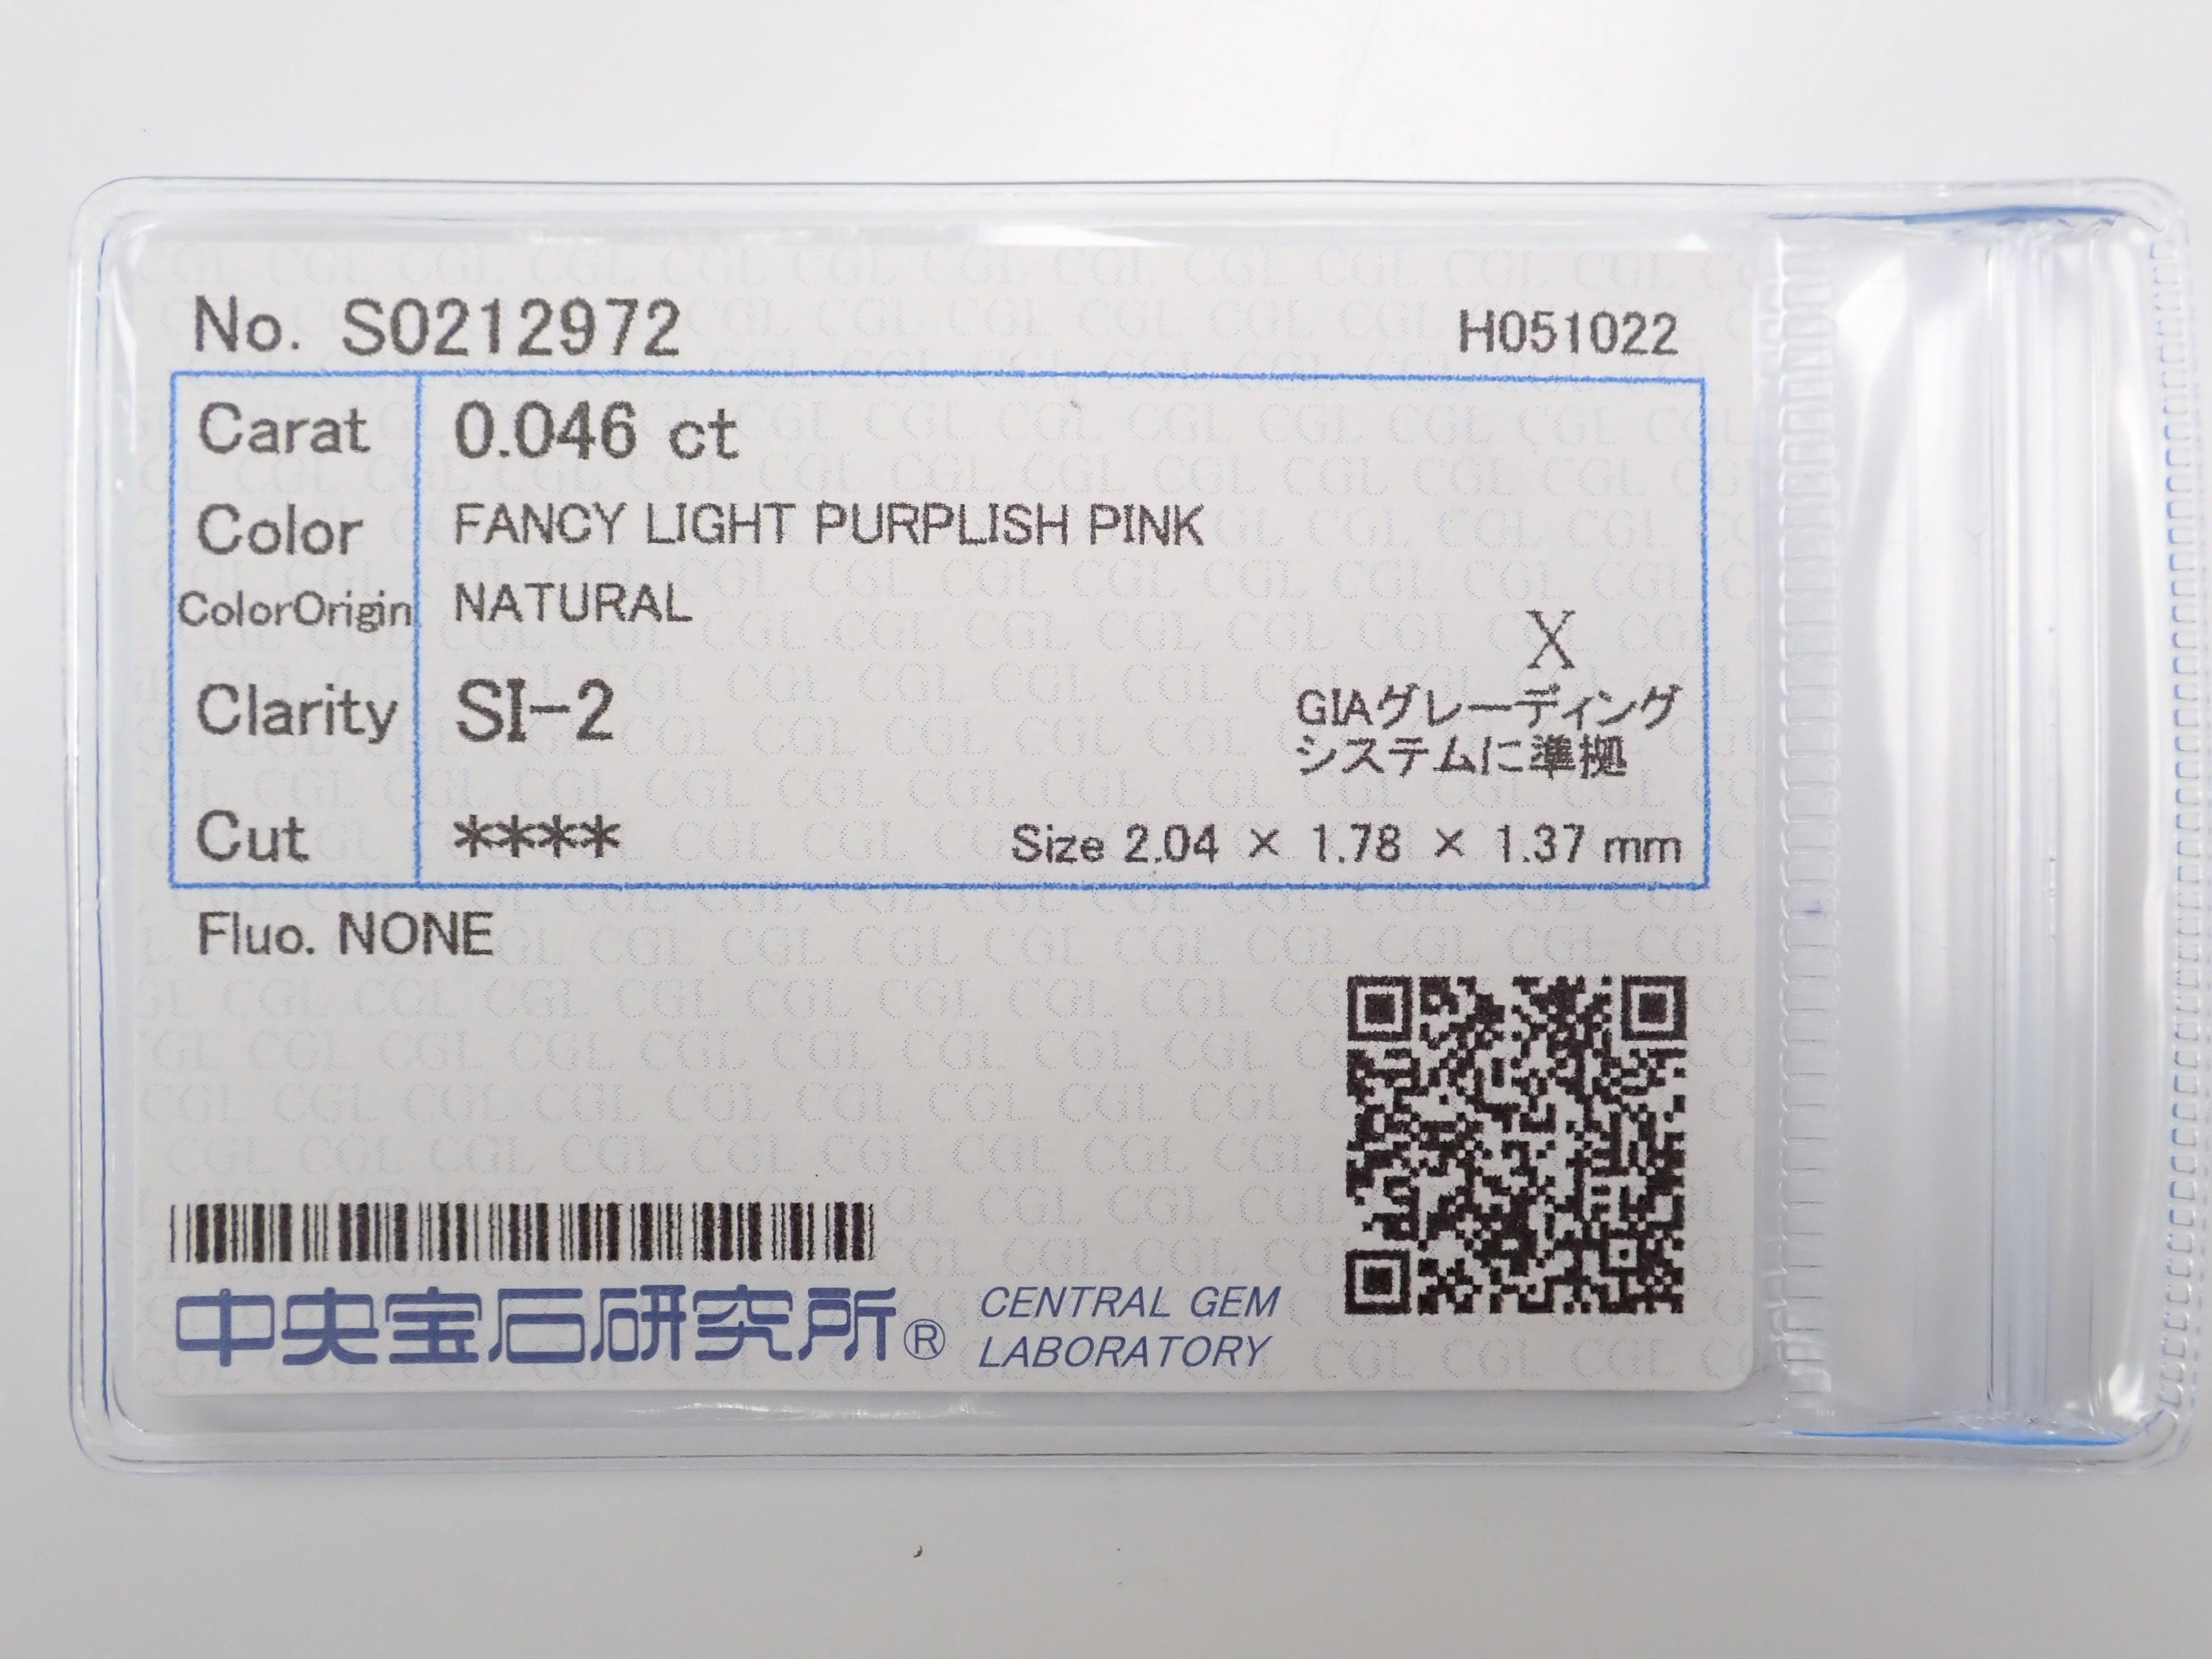 No. S0212972 H051022
Carat 0.046 ct
Color FANCY LIGHT PURPLISH PINK
ColorOrigin NATURAL
X
Clarity SI-2 GIAグレーディング
システムに準拠
Cut **** Size 2.04 × 1.78 × 1.37 mm
Fluo. NONE
中央宝石研究所® CENTRAL GEM
LABORATORY